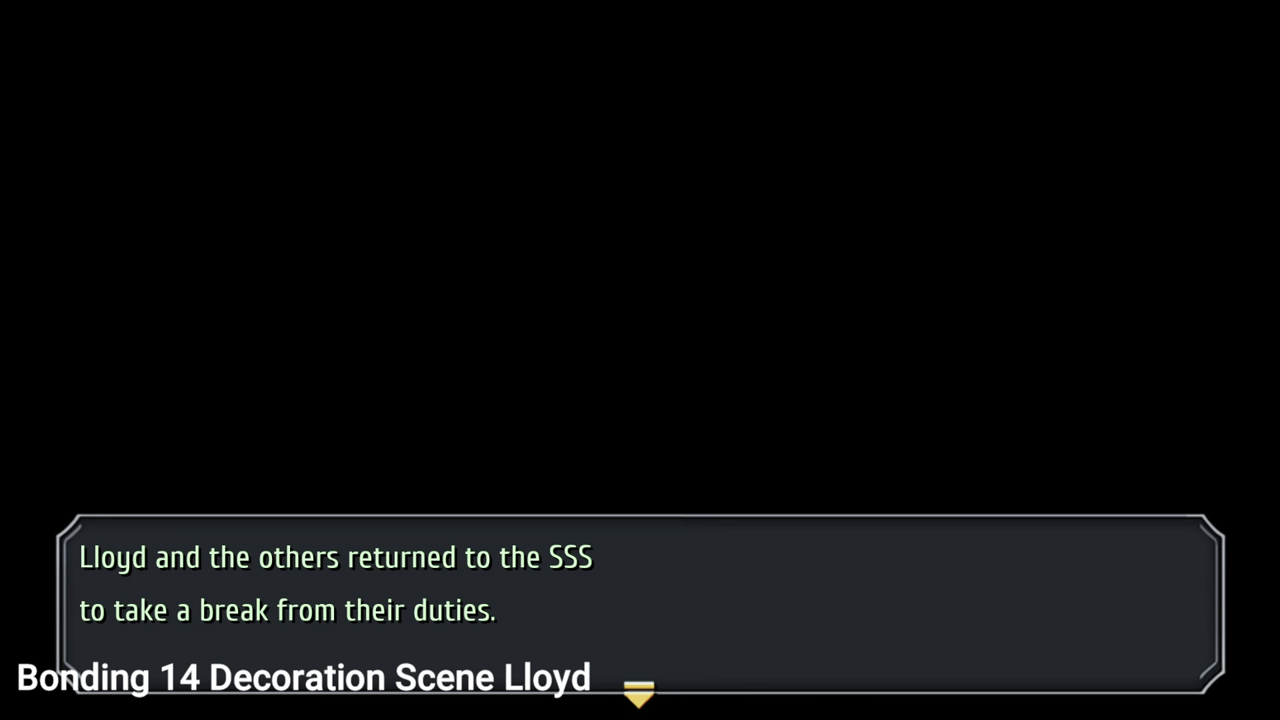 Lloyd and the others returned to the SSS
to take a break from their duties.
Bonding 14 Decoration Scene Lloyd